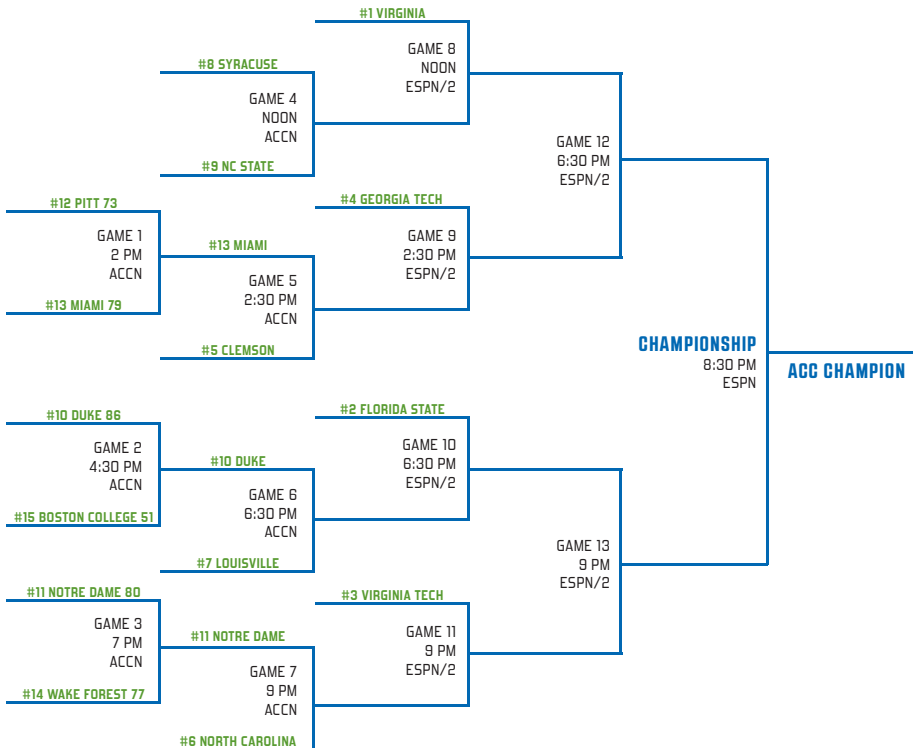 #1 VIRGINIA
GAME 8
NOON
ESPN/2
#8 SYRACUSE
GAME 4
NOON
ACCN
#9 NC STATE
GAME 12
6:30 PM
ESPN/2
#12 PITT 73
GAME 1
2 PM
ACCN
#13 MIAMI 79
#13 MIAMI
GAME 5
2:30 PM
ACCN
#5 CLEMSON
#4 GEORGIA TECH
GAME 9
2:30 PM
ESPN/2
CHAMPIONSHIP
8:30 PM
ESPN
ACC CHAMPION
#10 DUKE 86
GAME 2
4:30 PM
ACCN
#15 BOSTON COLLEGE 51
#10 DUKE
GAME 6
6:30 PM
ACCN
#7 LOUISVILLE
#2 FLORIDA STATE
GAME 10
6:30 PM
ESPN/2
GAME 13
9 PM
ESPN/2
#11 NOTRE DAME 80
GAME 3
7 PM
ACCN
#14 WAKE FOREST 77
#11 NOTRE DAME
GAME 7
9 PM
ACCN
#6 NORTH CAROLINA
#3 VIRGINIA TECH
GAME 11
9 PM
ESPN/2